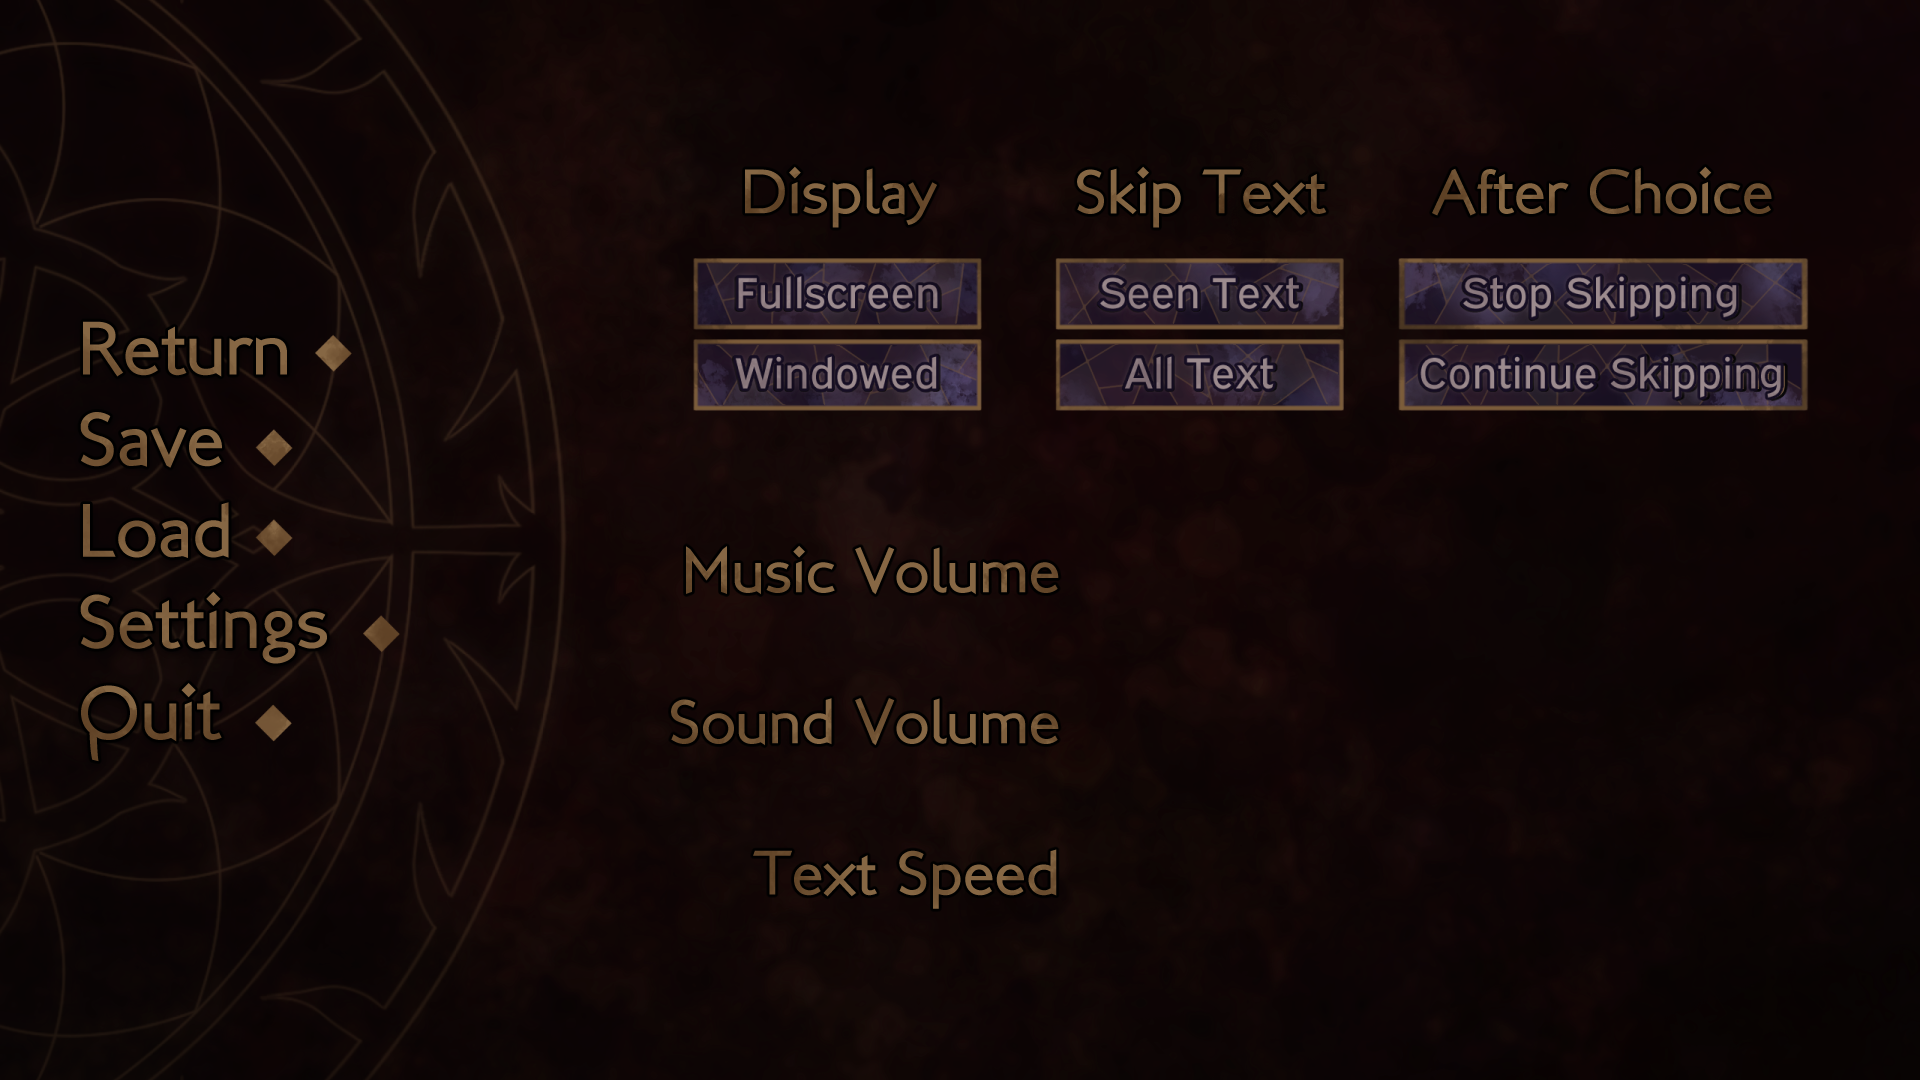 Return
Save
Load
Settings
Quit
Display
Fullscreen
Windowed
Skip Text
Seen Text
All Text
After Choice
Stop Skipping
Continue Skipping
Music Volume
Sound Volume
Text Speed